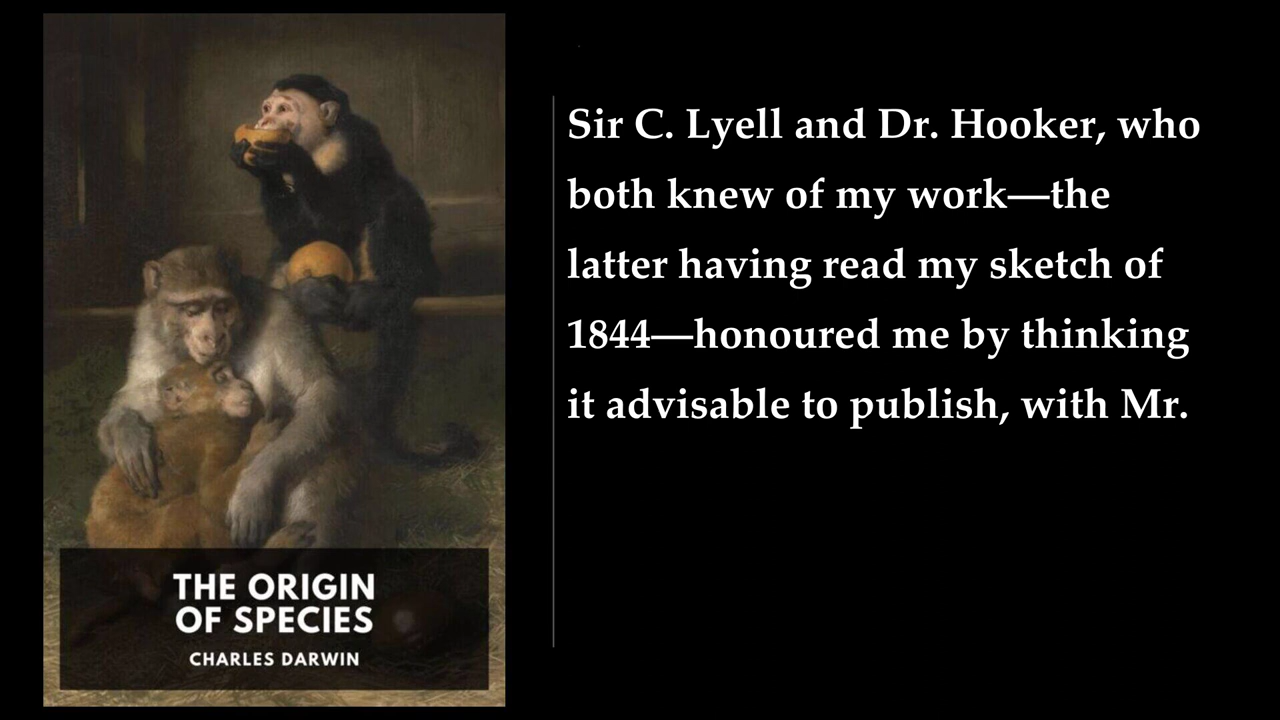 Sir C. Lyell and Dr. Hooker, who
both knew of my work—the
latter having read my sketch of
1844—honoured me by thinking
it advisable to publish, with Mr.
THE ORIGIN
OF SPECIES
CHARLES DARWIN